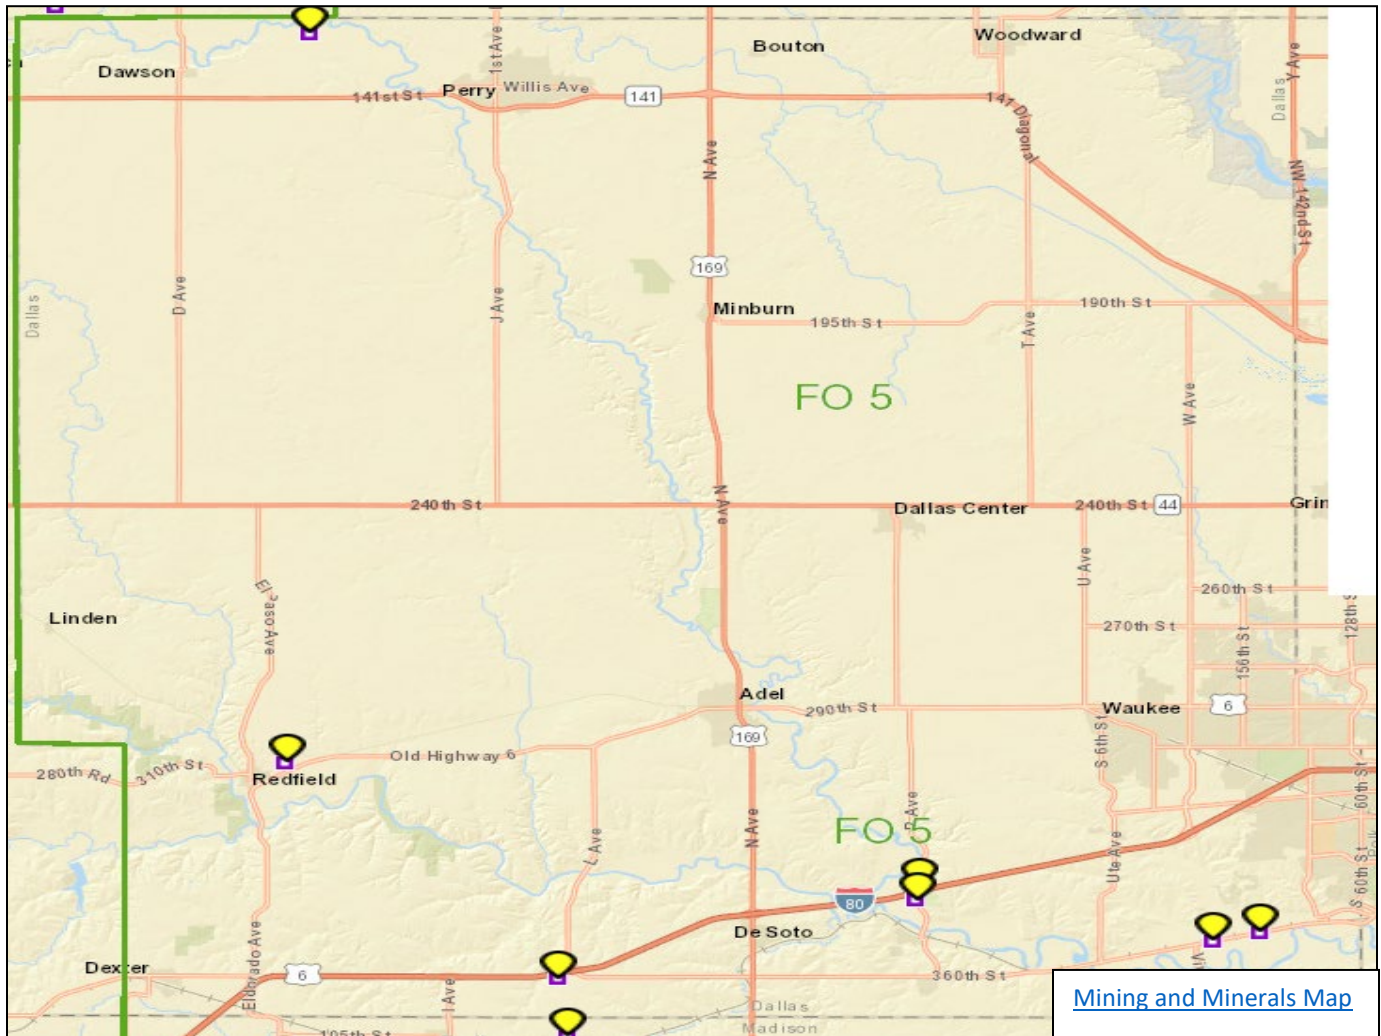 Bouton
Woodward
Dawson
1st Ave
Y Ave
Perry
Willis Ave
141st St
141
141 Diagonal
Dallas
N Ave
NW 142nd St
169
D Ave
J Ave
Dallas
Minburn
195th St
190th St
T Ave
FO 5
W Ave
240th St
N Ave
Dallas Center
240th St
44
Grin
U Ave
El Paso Ave
260th St
Linden
270th St
156th St
128th S
Adel
290th St
Waukee
6
169
S 6th St
Old Highway 6
280th Rd
310th St
Redfield
60th St
FO 5
N Ave
L Ave
Ute Ave
S 60th St
80
De Soto
Dexter
Eldorado Ave
6
I Ave
360th St
Dallas
Madison
105th St
Mining and Minerals Map